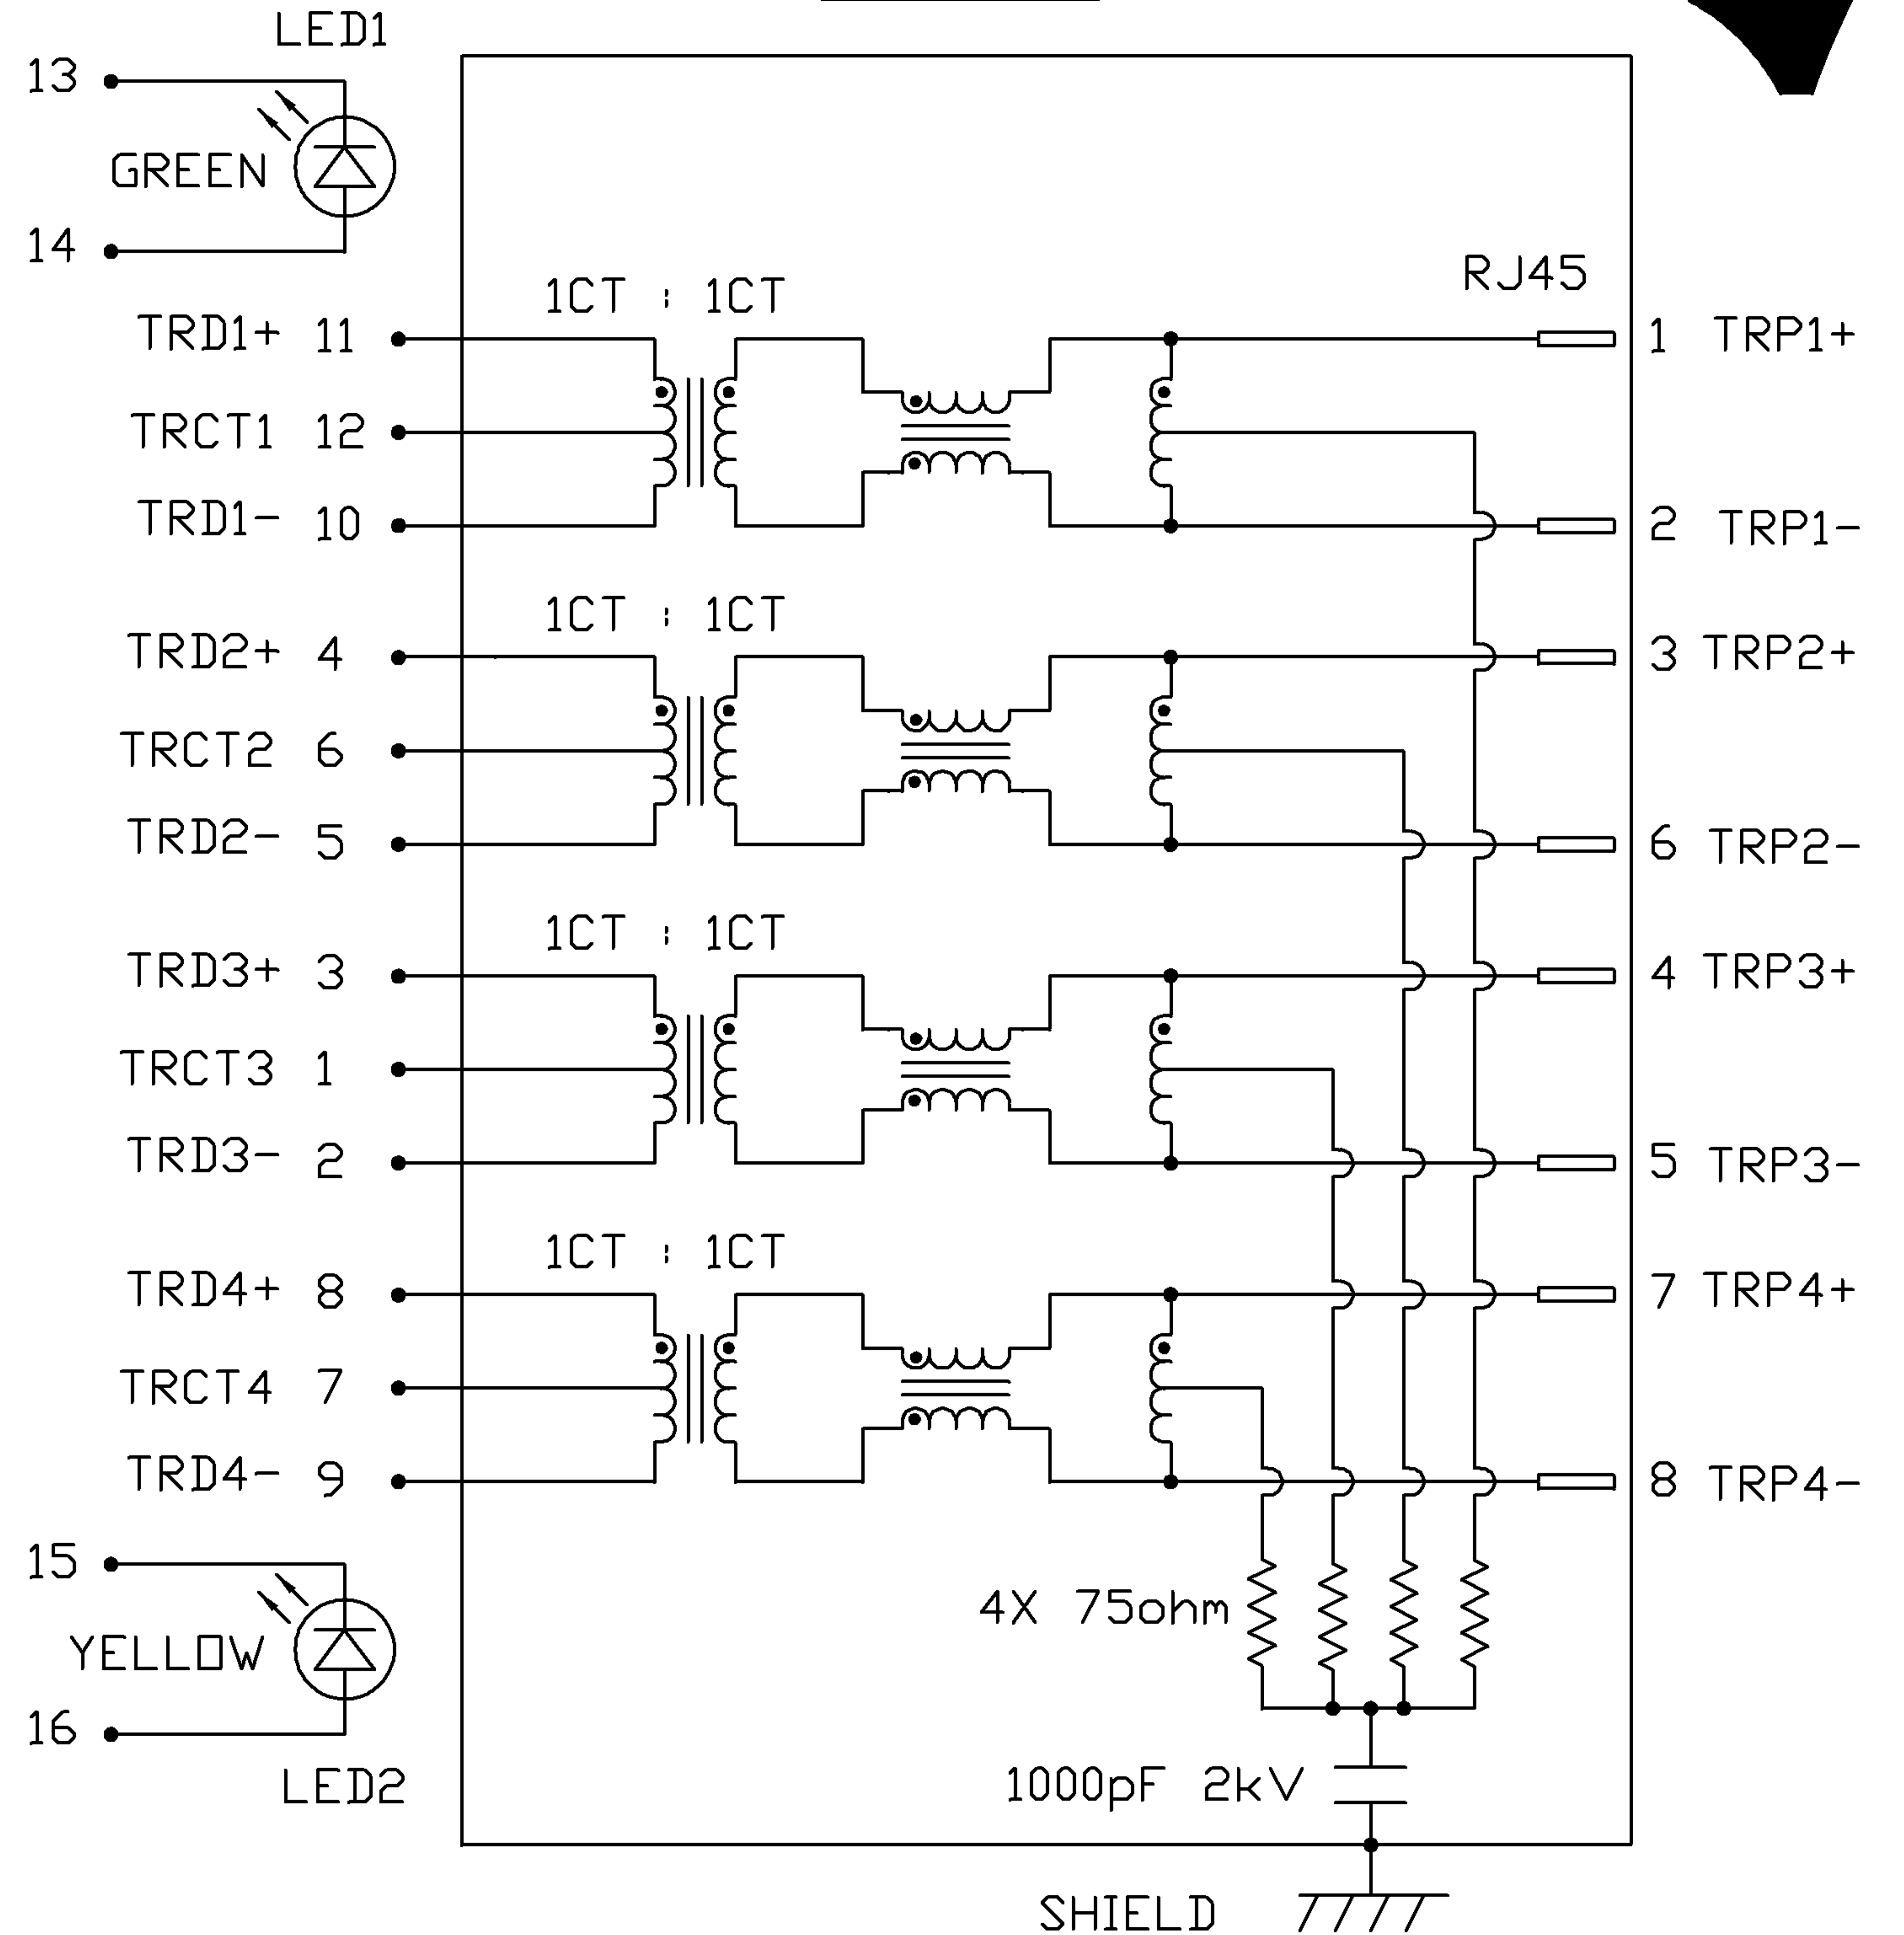 LED1
13
GREEN
14
RJ45
1CT : 1CT
TRD1+ 11
1 TRP1+
TRCT1 12
TRD1- 10
2 TRP1-
1CT : 1CT
TRD2+ 4
3 TRP2+
TRCT2 6
TRD2- 5
6 TRP2-
1CT : 1CT
TRD3+ 3
4 TRP3+
TRCT3 1
TRD3- 2
5 TRP3-
1CT : 1CT
TRD4+ 8
7 TRP4+
TRCT4 7
TRD4- 9
8 TRP4-
15
4X 75ohm
YELLOW
16
LED2
1000pF 2kV
SHIELD